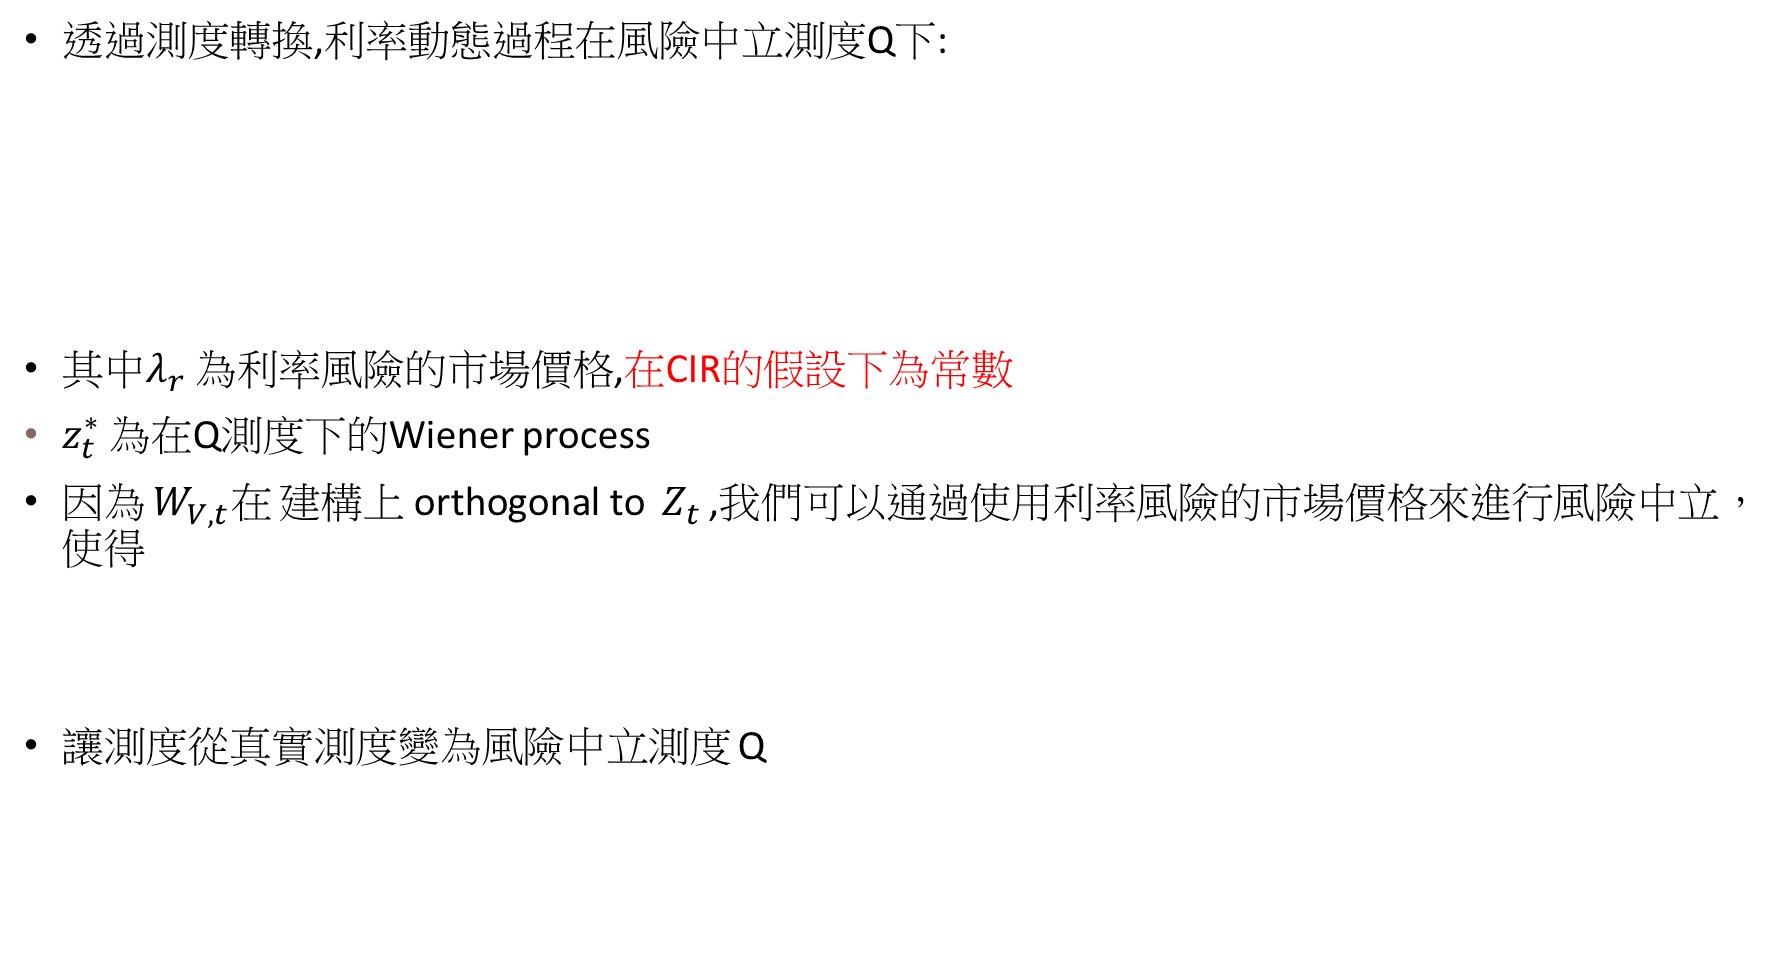 • 透過測度轉換,利率動態過程在風險中立測度Q下:
• 其中λ_r 為利率風險的市場價格,在CIR的假設下為常數
• z_t^* 為在Q測度下的Wiener process
• 因為 W_{V,t}在 建構上 orthogonal to Z_t ,我們可以通過使用利率風險的市場價格來進行風險中立，
使得
• 讓測度從真實測度變為風險中立測度 Q